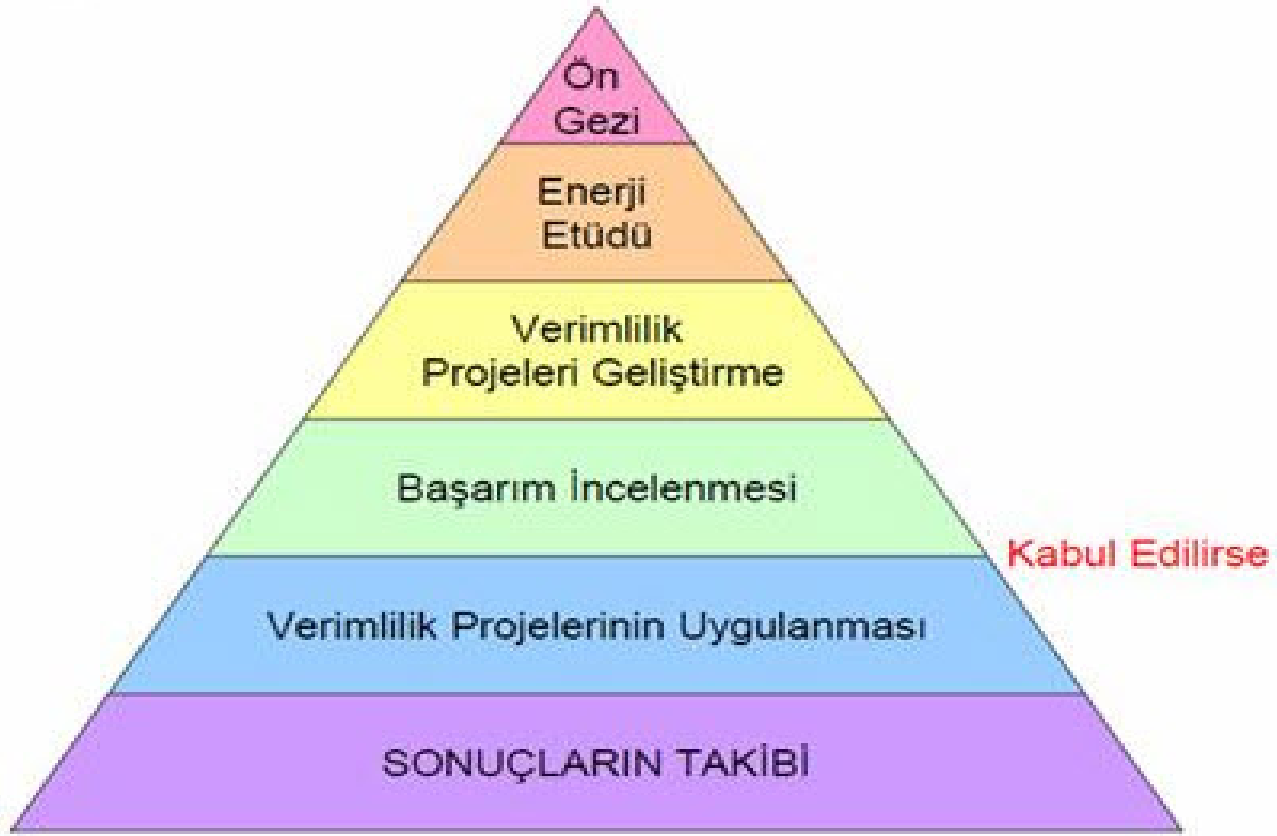 Ön
Gezi
Enerji
Etüdü
Verimlilik
Projeleri Geliştirme
Başarım İncelenmesi
Kabul Edilirse
Verimlilik Projelerinin Uygulanması
SONUÇLARIN TAKİBİ